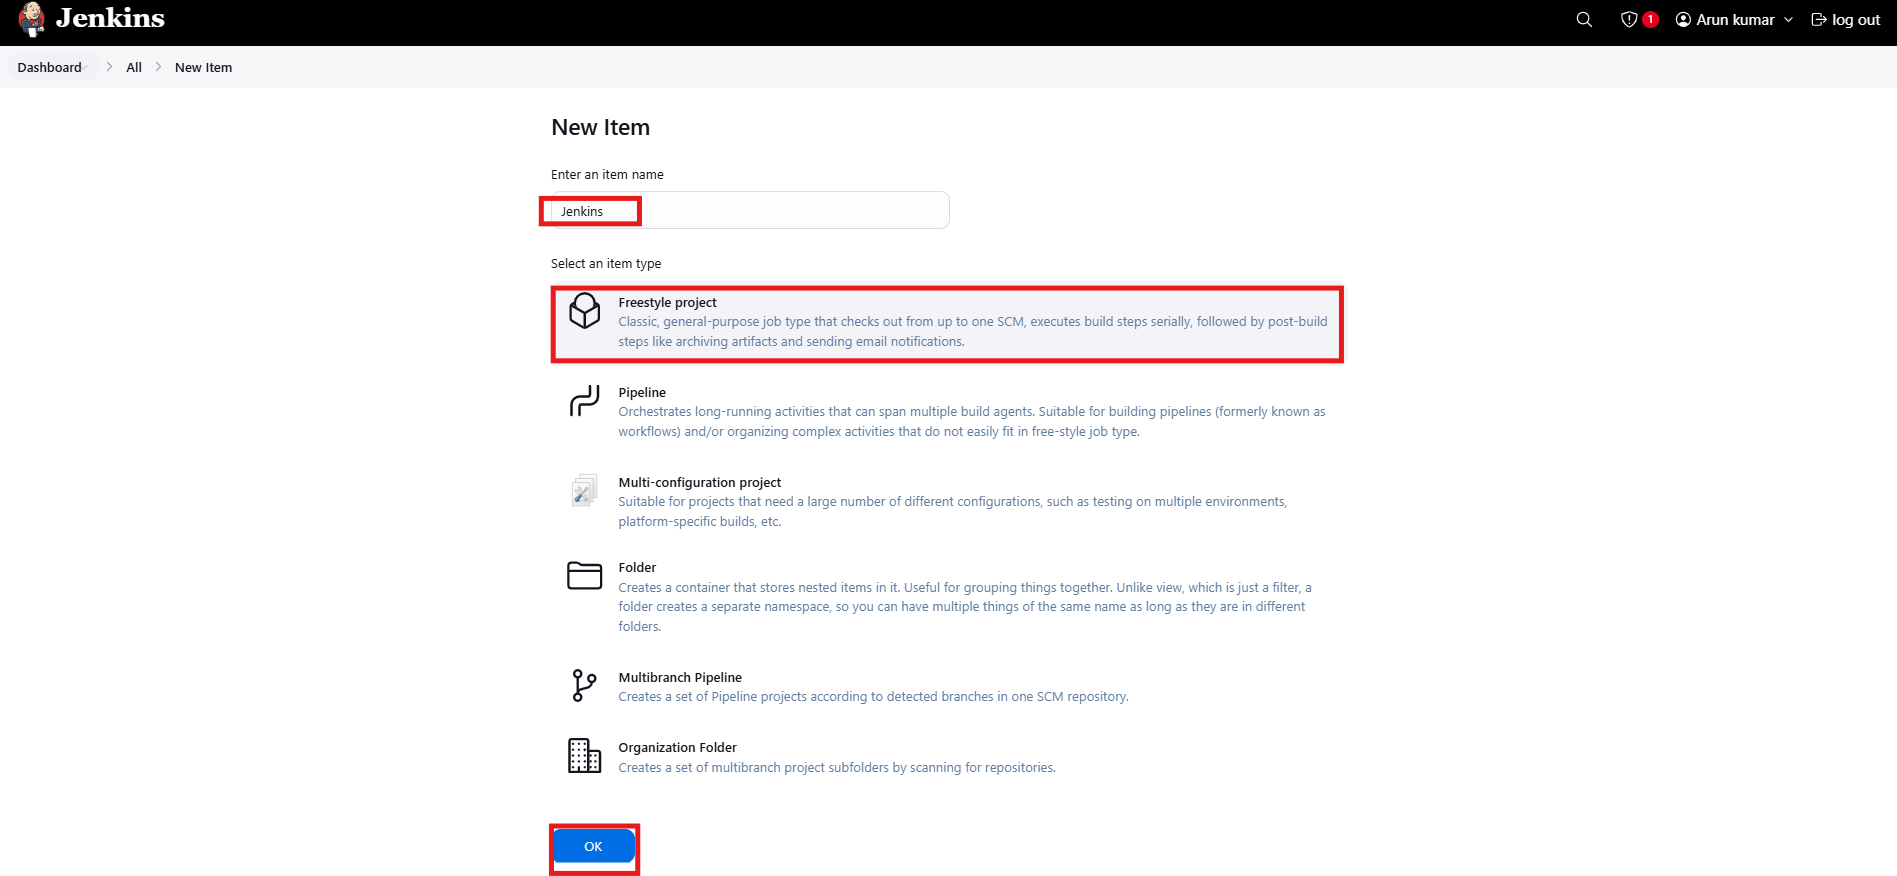 Jenkins
1
Arun kumar
log out
Dashboard
All
New Item
New Item
Enter an item name
Jenkins
Select an item type
Freestyle project
Classic, general-purpose job type that checks out from up to one SCM, executes build steps serially, followed by post-build
steps like archiving artifacts and sending email notifications.
Pipeline
Orchestrates long-running activities that can span multiple build agents. Suitable for building pipelines (formerly known as
workflows) and/or organizing complex activities that do not easily fit in free-style job type.
Multi-configuration project
Suitable for projects that need a large number of different configurations, such as testing on multiple environments,
platform-specific builds, etc.
Folder
Creates a container that stores nested items in it. Useful for grouping things together. Unlike view, which is just a filter, a
folder creates a separate namespace, so you can have multiple things of the same name as long as they are in different
folders.
Multibranch Pipeline
Creates a set of Pipeline projects according to detected branches in one SCM repository.
Organization Folder
Creates a set of multibranch project subfolders by scanning for repositories.
OK